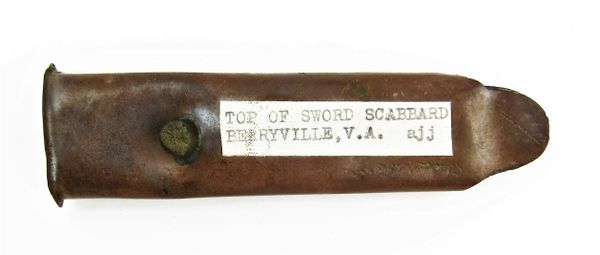 TOP OF SWORD SCABBARD
BERRYVILLE,V.A. ajj